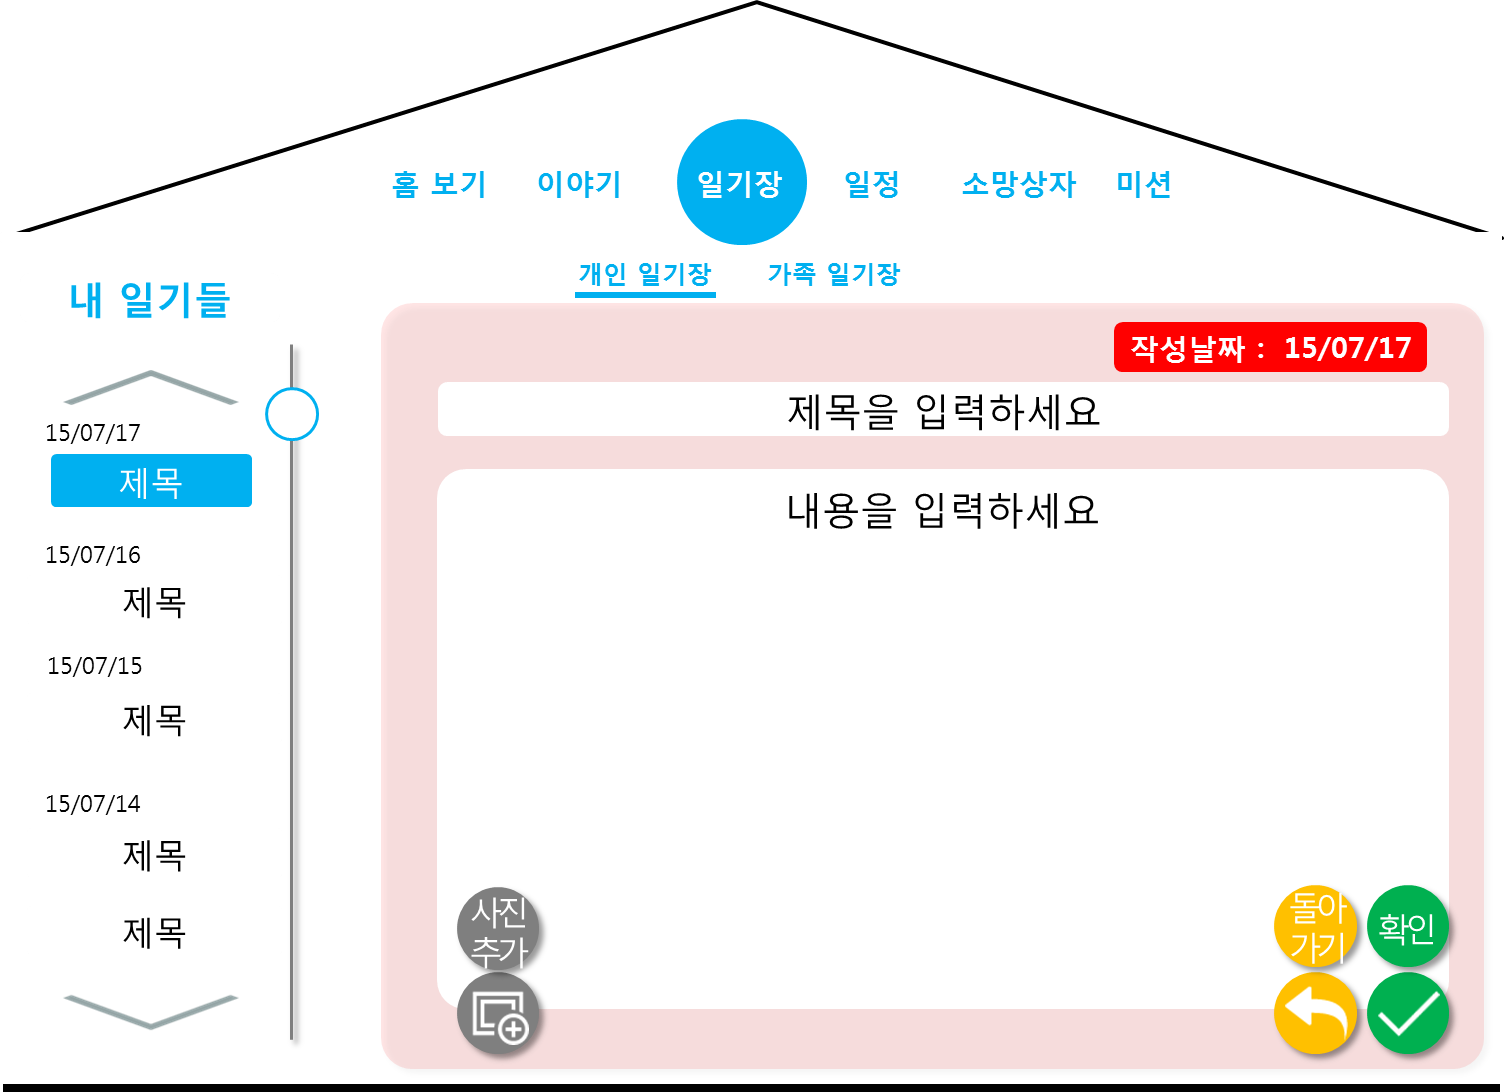 홈 보기 이야기 일기장 일정 소망상자 미션
개인 일기장 가족 일기장
내 일기들
15/07/17
제목
15/07/16
제목
15/07/15
제목
15/07/14
제목
제목
작성날짜 : 15/07/17
제목을 입력하세요
내용을 입력하세요
사진
추가
돌아
가기
확인